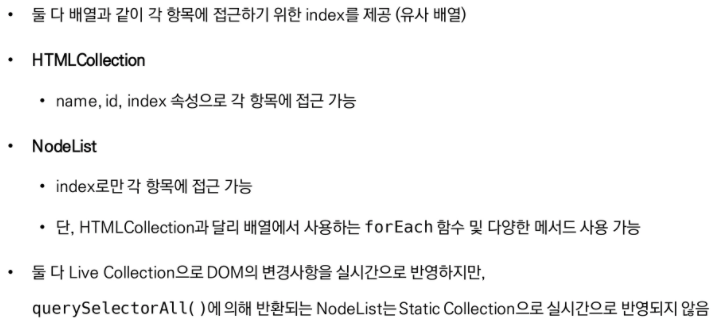 • 둘 다 배열과 같이 각 항목에 접근하기 위한 index를 제공 (유사 배열)
• HTMLCollection
• name, id, index 속성으로 각 항목에 접근 가능
• NodeList
• index로만 각 항목에 접근 가능
• 단, HTMLCollection과 달리 배열에서 사용하는 forEach 함수 및 다양한 메서드 사용 가능
• 둘 다 Live Collection으로 DOM의 변경사항을 실시간으로 반영하지만,
querySelectorAll()에 의해 반환되는 NodeList는 Static Collection으로 실시간으로 반영되지 않음